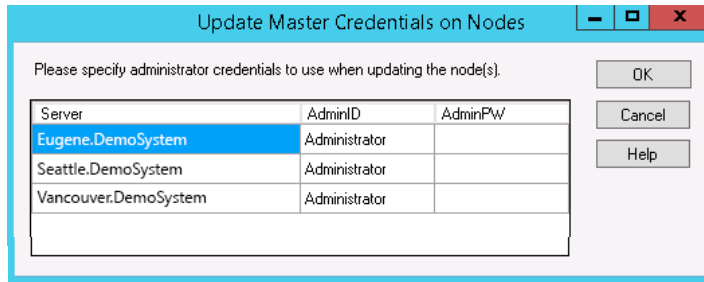 Update Master Credentials on Nodes
Please specify administrator credentials to use when updating the node(s).
OK
Server AdminID AdminPW
Cancel
Eugene.DemoSystem Administrator
Help
Seattle.DemoSystem Administrator
Vancouver.DemoSystem Administrator